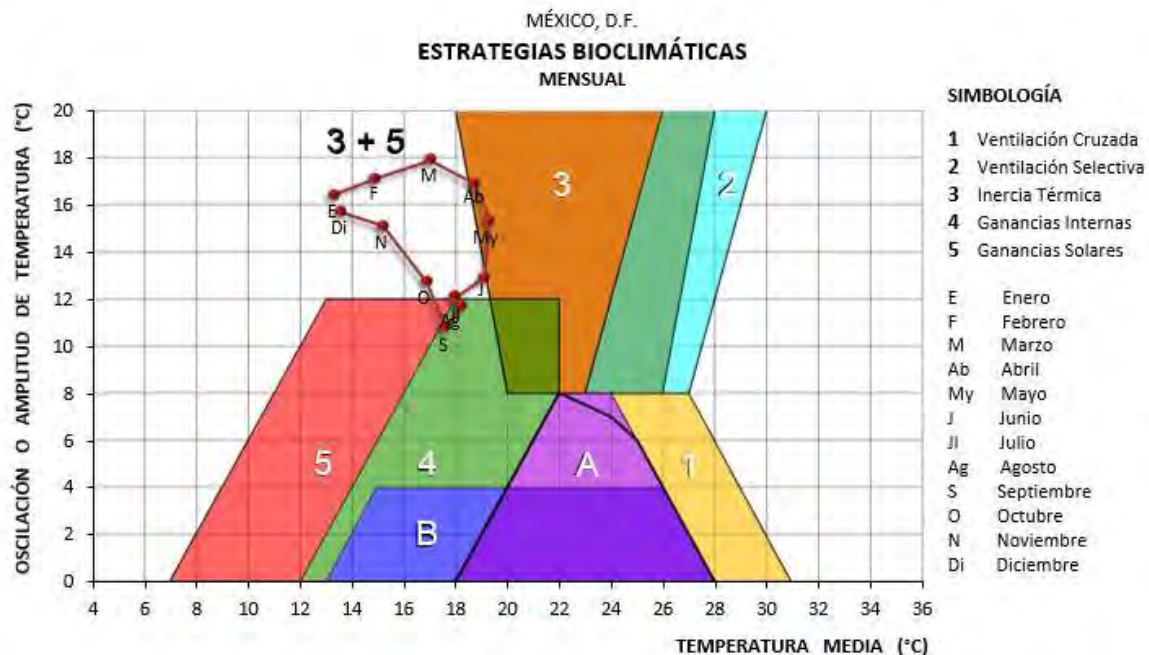 MÉXICO, D.F.
ESTRATEGIAS BIOCLIMÁTICAS
MENSUAL
OSCILACIÓN O AMPLITUD DE TEMPERATURA (°C)
20
18
16
14
12
10
8
6
4
2
0
3 + 5
E
F
M
Ab
My
J
Jl
Ag
S
O
N
Di
3
2
5
4
B
A
1
4 6 8 10 12 14 16 18 20 22 24 26 28 30 32 34 36
TEMPERATURA MEDIA (°C)
SIMBOLOGÍA
1 Ventilación Cruzada
2 Ventilación Selectiva
3 Inercia Térmica
4 Ganancias Internas
5 Ganancias Solares
E Enero
F Febrero
M Marzo
Ab Abril
My Mayo
J Junio
Jl Julio
Ag Agosto
S Septiembre
O Octubre
N Noviembre
Di Diciembre